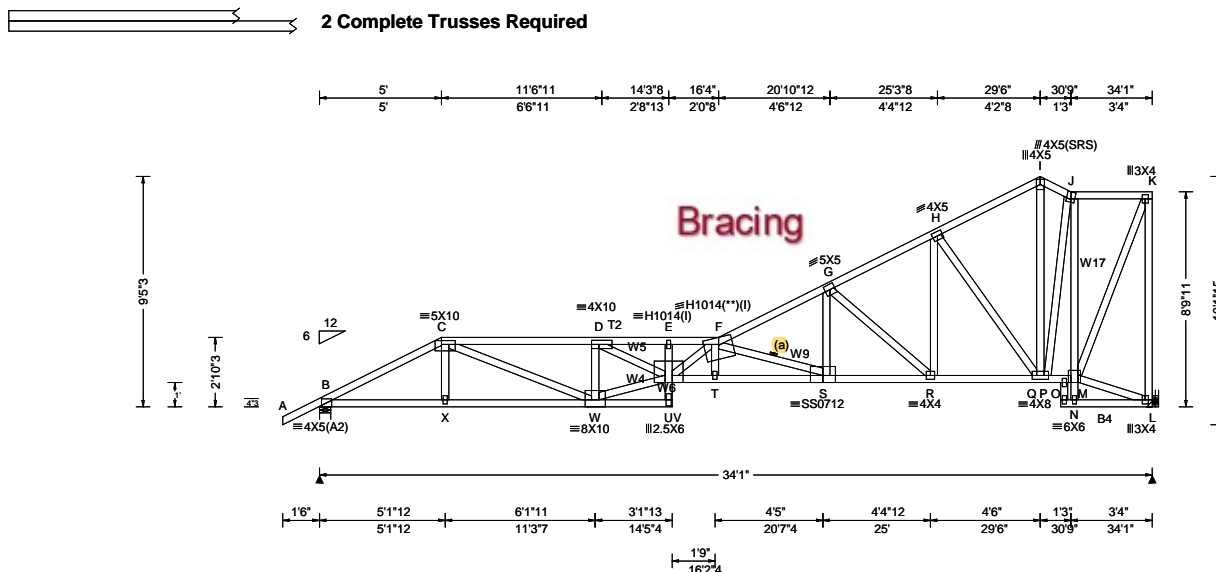 2 Complete Trusses Required
5' 11'6"11 14'3"8 16'4" 20'10"12 25'3"8 29'6" 30'9" 34'1"
5' 6'6"11 2'8"13 2'0"8 4'6"12 4'4"12 4'2"8 1'3" 3'4"
4X5(SRS)
4X5
3X4
I
J
K
Bracing
4X5
H
W17
5X5
G
9'5"3
8'9"11
12
6
5X10
C
4X10
D
T2
H1014(I)
E
H1014(**)(I)
F
(a)
W9
W5
W4
W6
2'10"3
1'
4"3
A
B
4X5(A2)
X
W
8X10
UV
2.5X6
T
S
SS0712
R
4X4
Q P O M
4X8
N
6X6
B4
L
3X4
34'1"
1'6" 5'1"12 6'1"11 3'1"13 4'5" 4'4"12 4'6" 1'3" 3'4"
5'1"12 11'3"7 14'5"4 20'7"4 25' 29'6" 30'9" 34'1"
1'9"
16'2"4